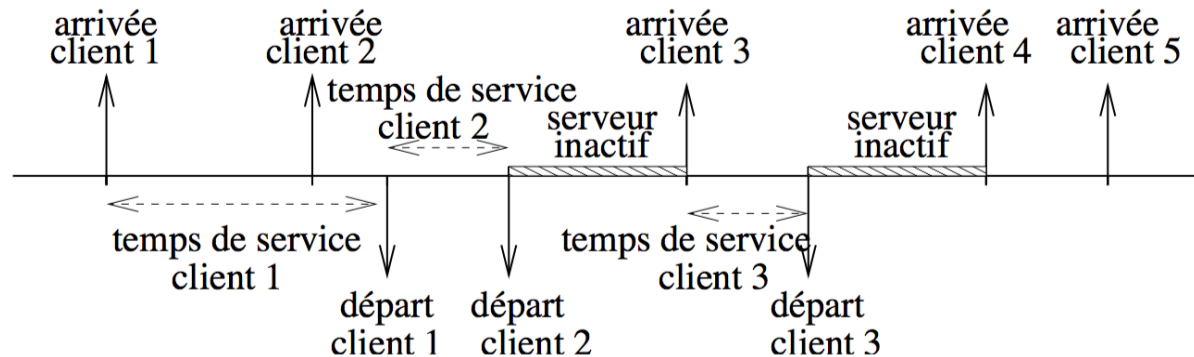 arrivée
client 1
arrivée
client 2
arrivée
client 3
arrivée
client 4
arrivée
client 5
temps de service
client 2
serveur
inactif
serveur
inactif
temps de service
client 1
temps de service
client 3
départ
client 1
départ
client 2
départ
client 3